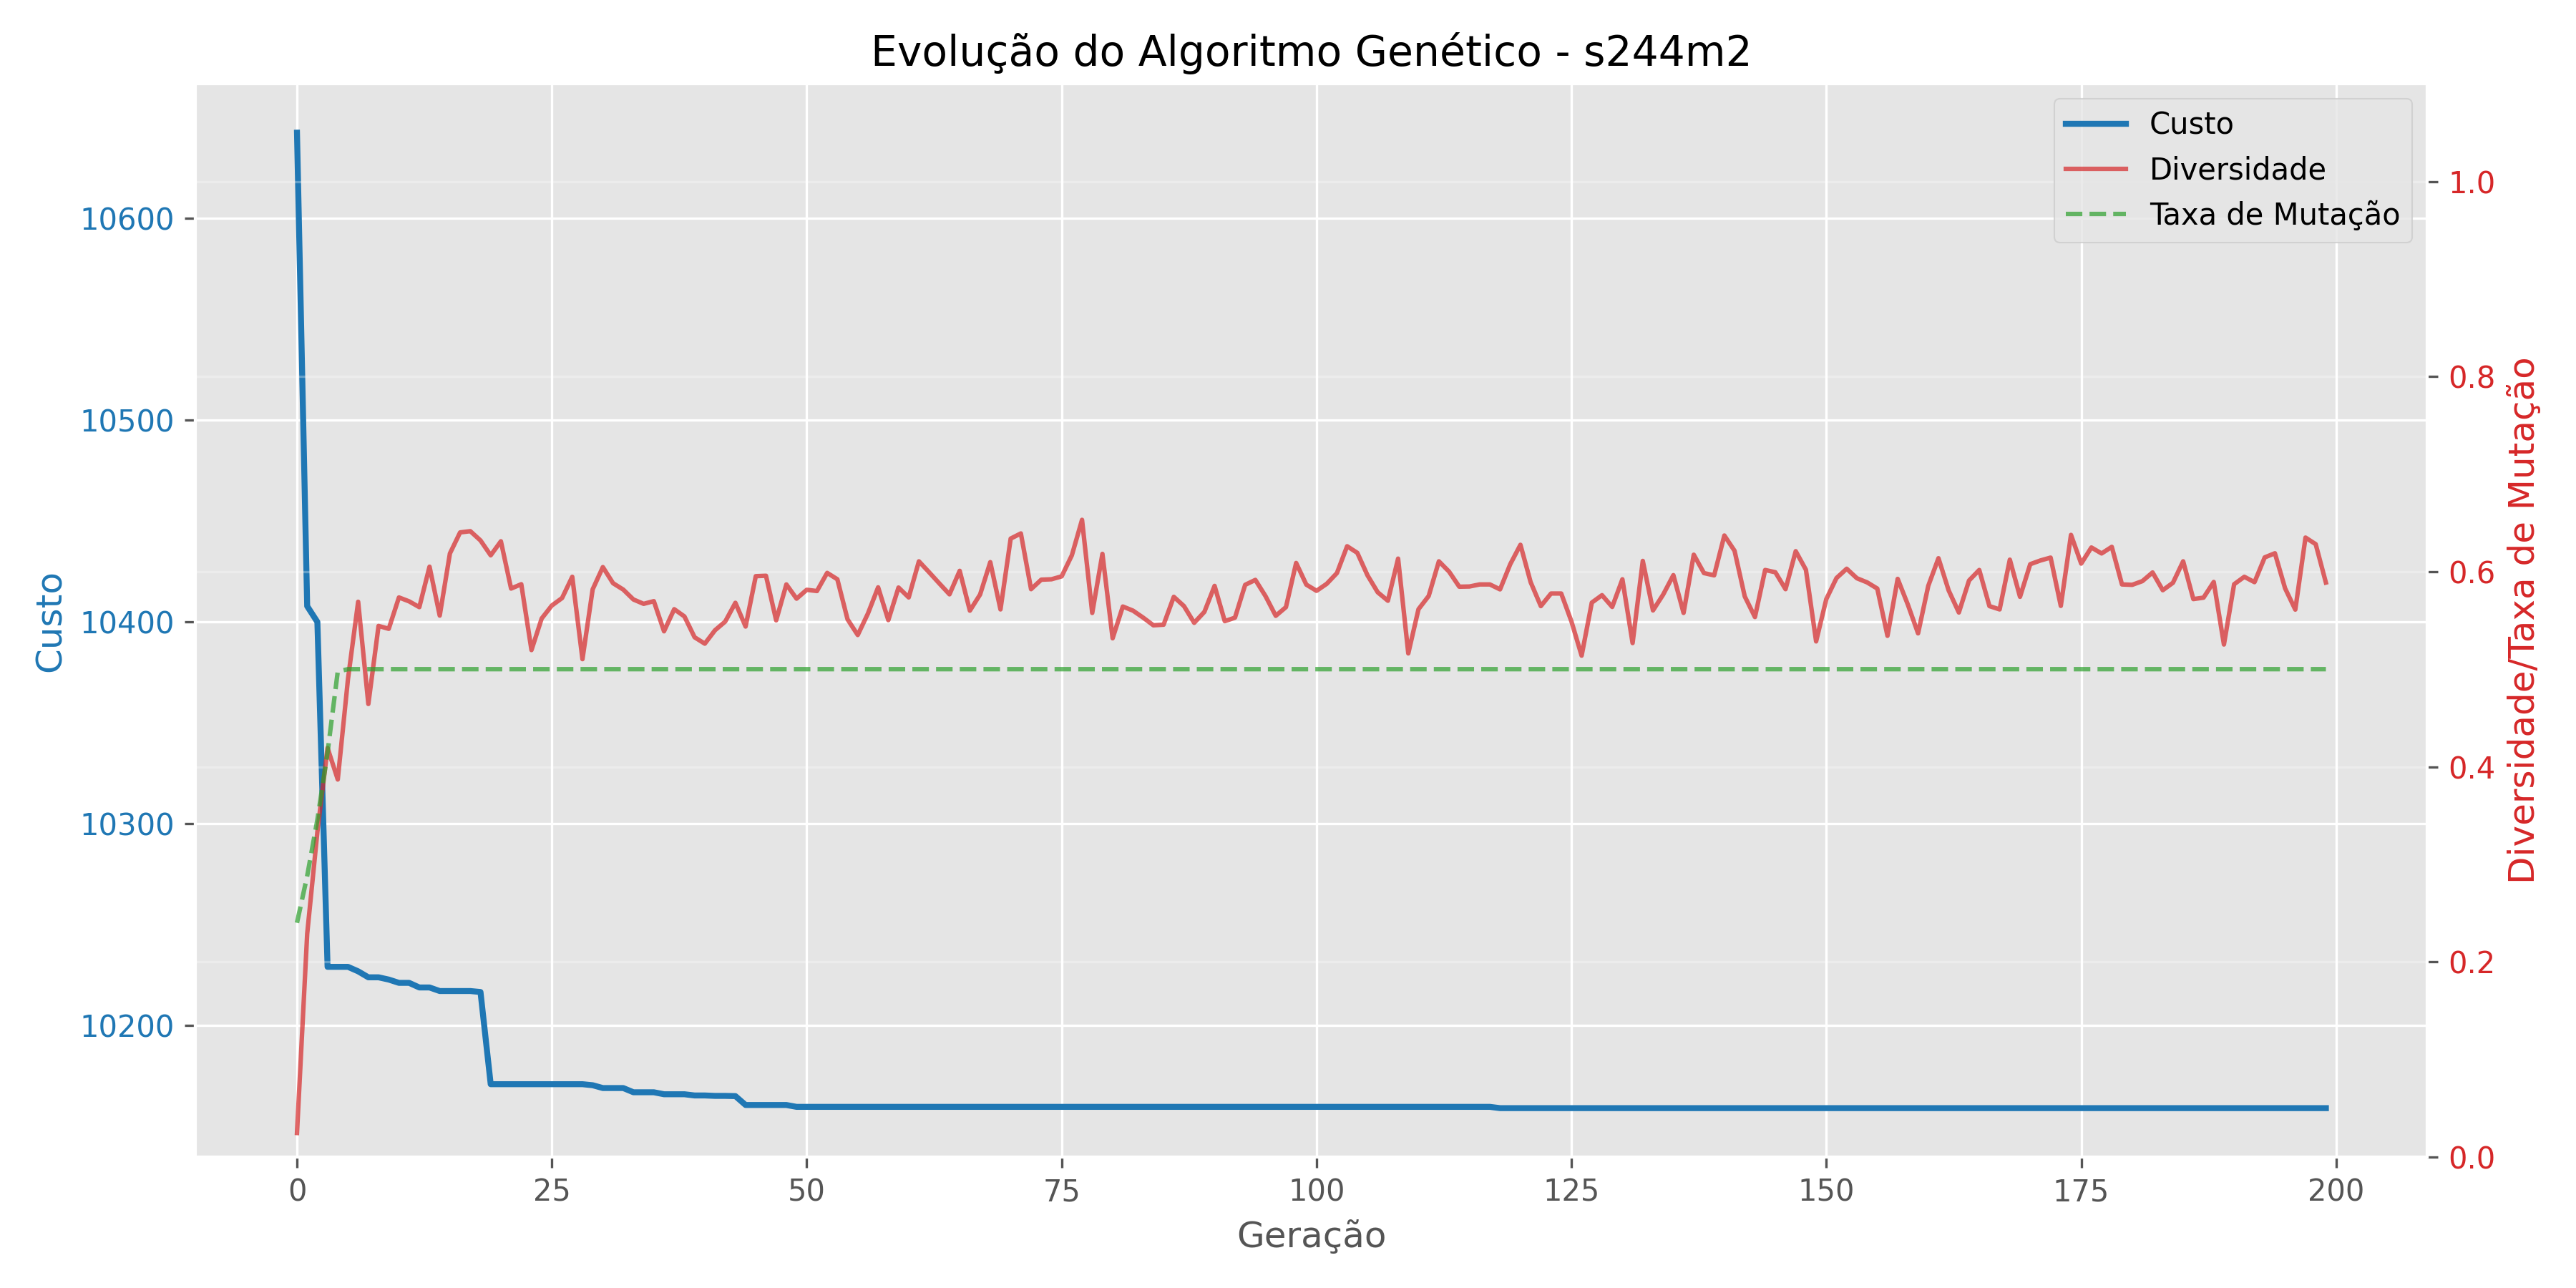 Evolução do Algoritmo Genético - s244m2
Custo
Diversidade
Taxa de Mutação
10600
10500
10400
10300
10200
Custo
1.0
0.8
0.6
0.4
0.2
0.0
Diversidade/Taxa de Mutação
0 25 50 75 100 125 150 175 200
Geração